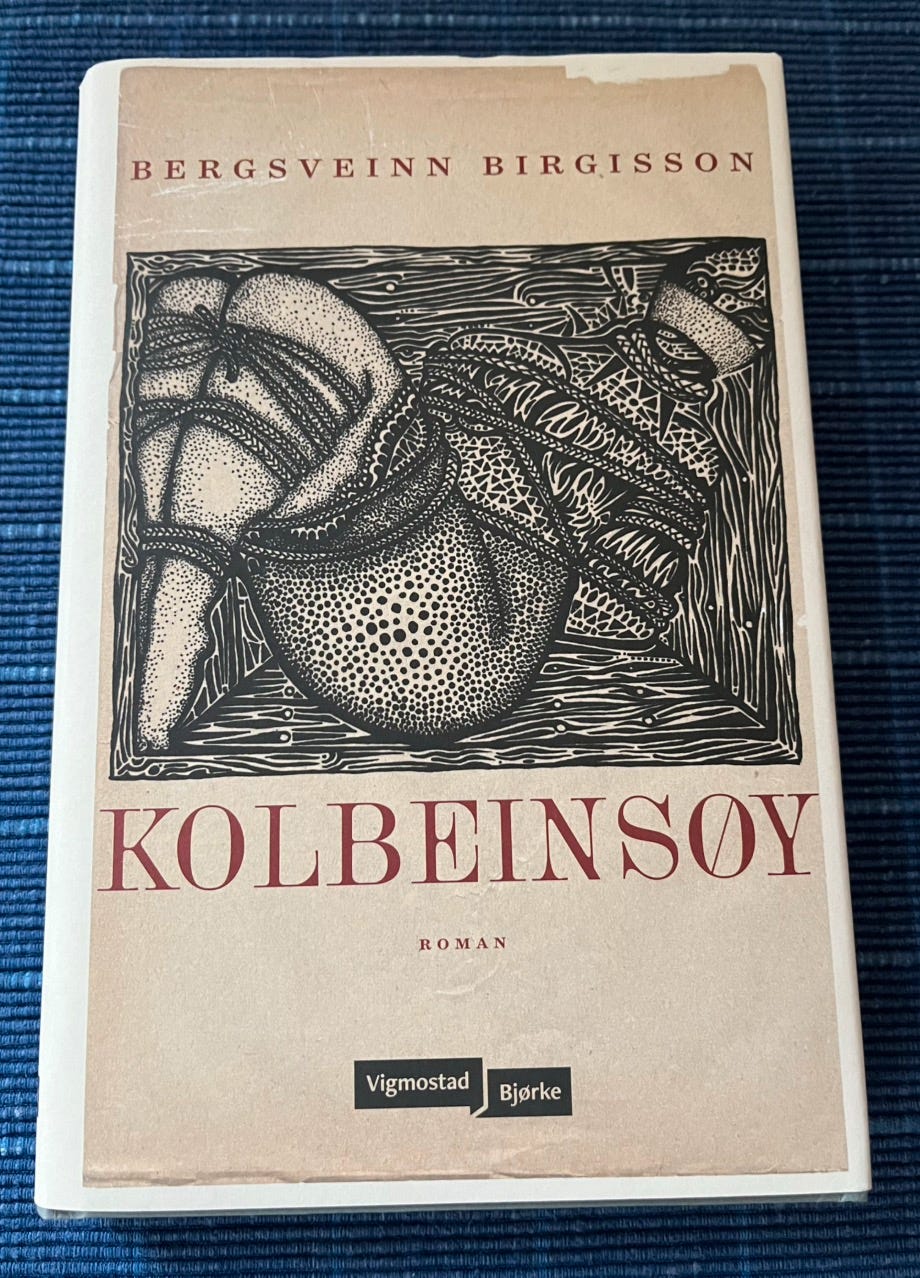 BERGSVEINN BIRGISSON
KOLBEINSØY
ROMAN
Vigmostad
Bjørke